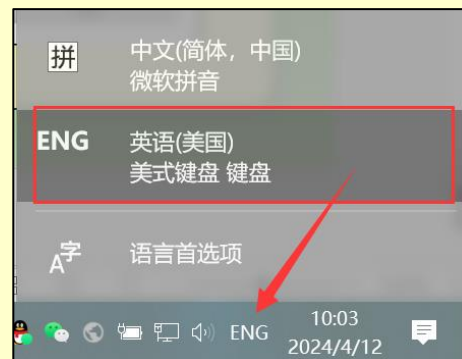 拼
中文(简体，中国)
微软拼音
ENG
英语(美国)
美式键盘 键盘
A字
语言首选项
ENG
10:03
2024/4/12